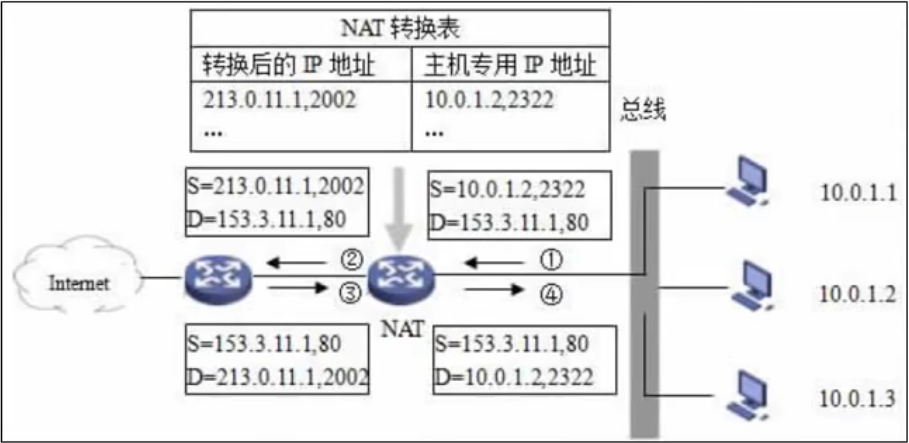 NAT 转换表
转换后的 IP 地址
主机专用 IP 地址
213.0.11.1,2002
10.0.1.2,2322
...
...
总线
S=213.0.11.1,2002
D=153.3.11.1,80
S=10.0.1.2,2322
D=153.3.11.1,80
10.0.1.1
②
①
Internet
③
④
10.0.1.2
NAT
S=153.3.11.1,80
D=213.0.11.1,2002
S=153.3.11.1,80
D=10.0.1.2,2322
10.0.1.3